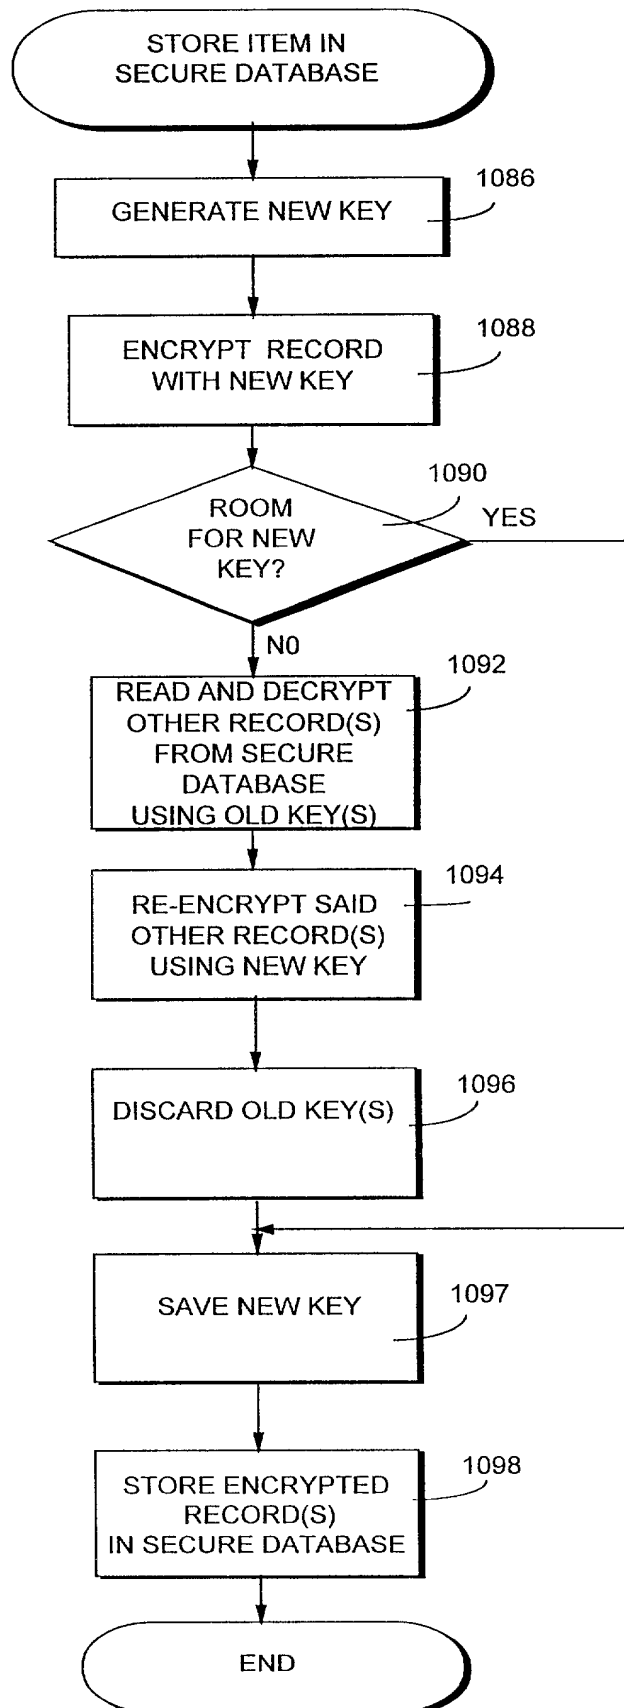 STORE ITEM IN
SECURE DATABASE
1086
GENERATE NEW KEY
1088
ENCRYPT RECORD
WITH NEW KEY
1090
ROOM
FOR NEW
KEY?
YES
NO
1092
READ AND DECRYPT
OTHER RECORD(S)
FROM SECURE
DATABASE
USING OLD KEY(S)
1094
RE-ENCRYPT SAID
OTHER RECORD(S)
USING NEW KEY
1096
DISCARD OLD KEY(S)
SAVE NEW KEY
1097
1098
STORE ENCRYPTED
RECORD(S)
IN SECURE DATABASE
END